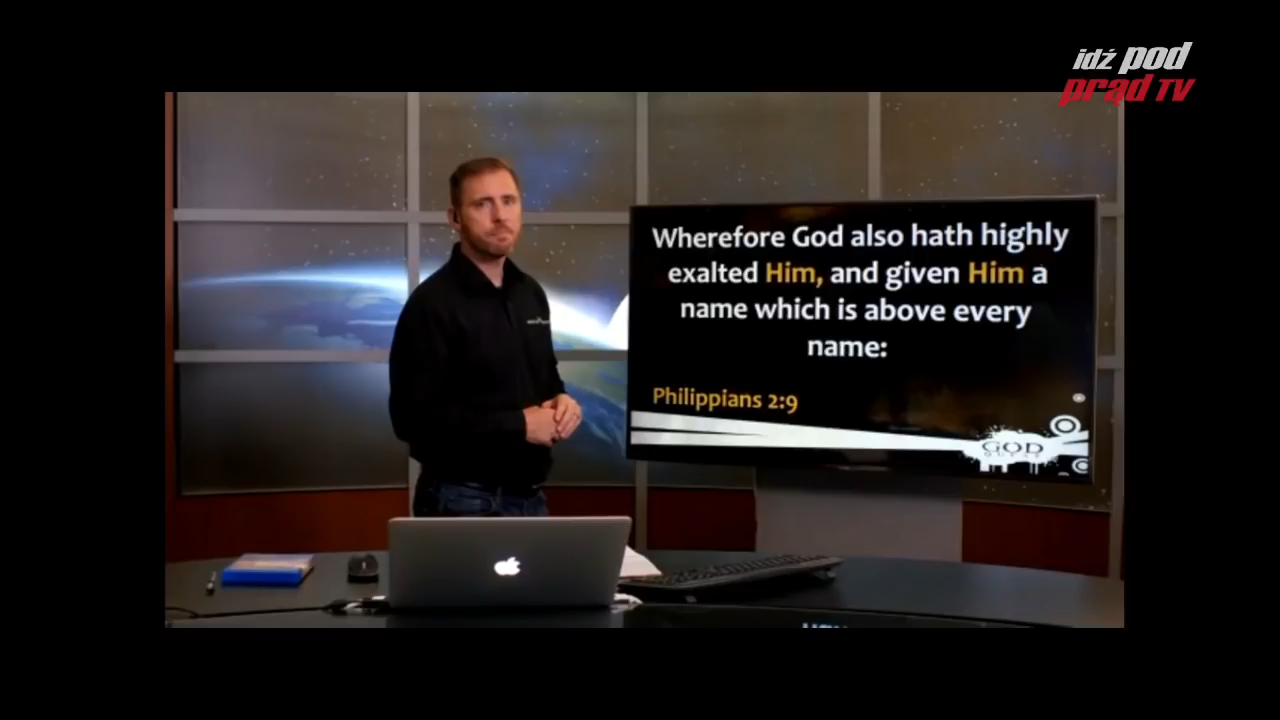 idź pod
prąd TV
Wherefore God also hath highly
exalted Him, and given Him a
name which is above every
name:
Philippians 2:9
GOD